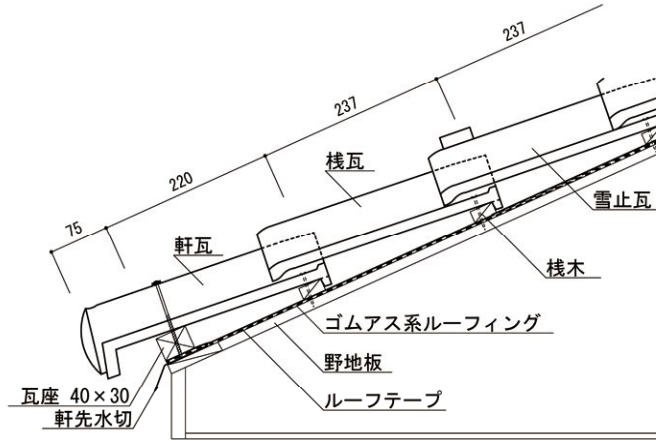 237
237
桟瓦
220
雪止瓦
75
軒瓦
桟木
ゴムアス系ルーフィング
野地板
瓦座 40×30
ルーフテープ
軒先水切